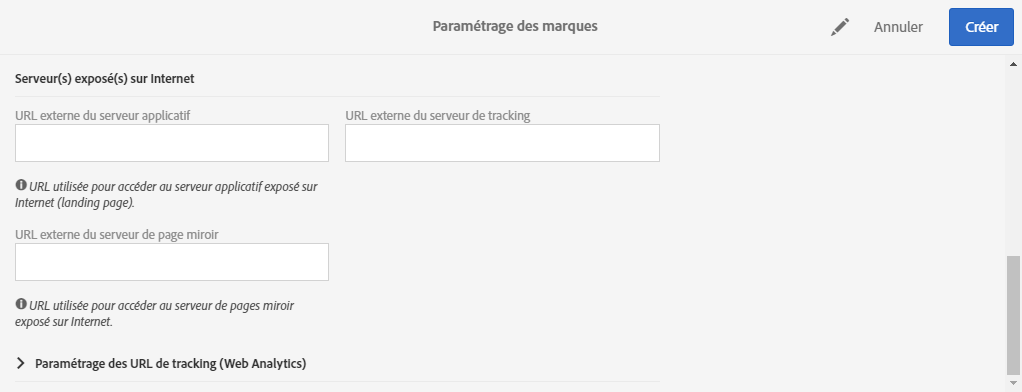 Paramétrage des marques
Annuler
Créer
Serveur(s) exposé(s) sur Internet
URL externe du serveur applicatif
URL externe du serveur de tracking
URL utilisée pour accéder au serveur applicatif exposé sur
Internet (landing page).
URL externe du serveur de page miroir
URL utilisée pour accéder au serveur de pages miroir
exposé sur Internet.
Paramétrage des URL de tracking (Web Analytics)